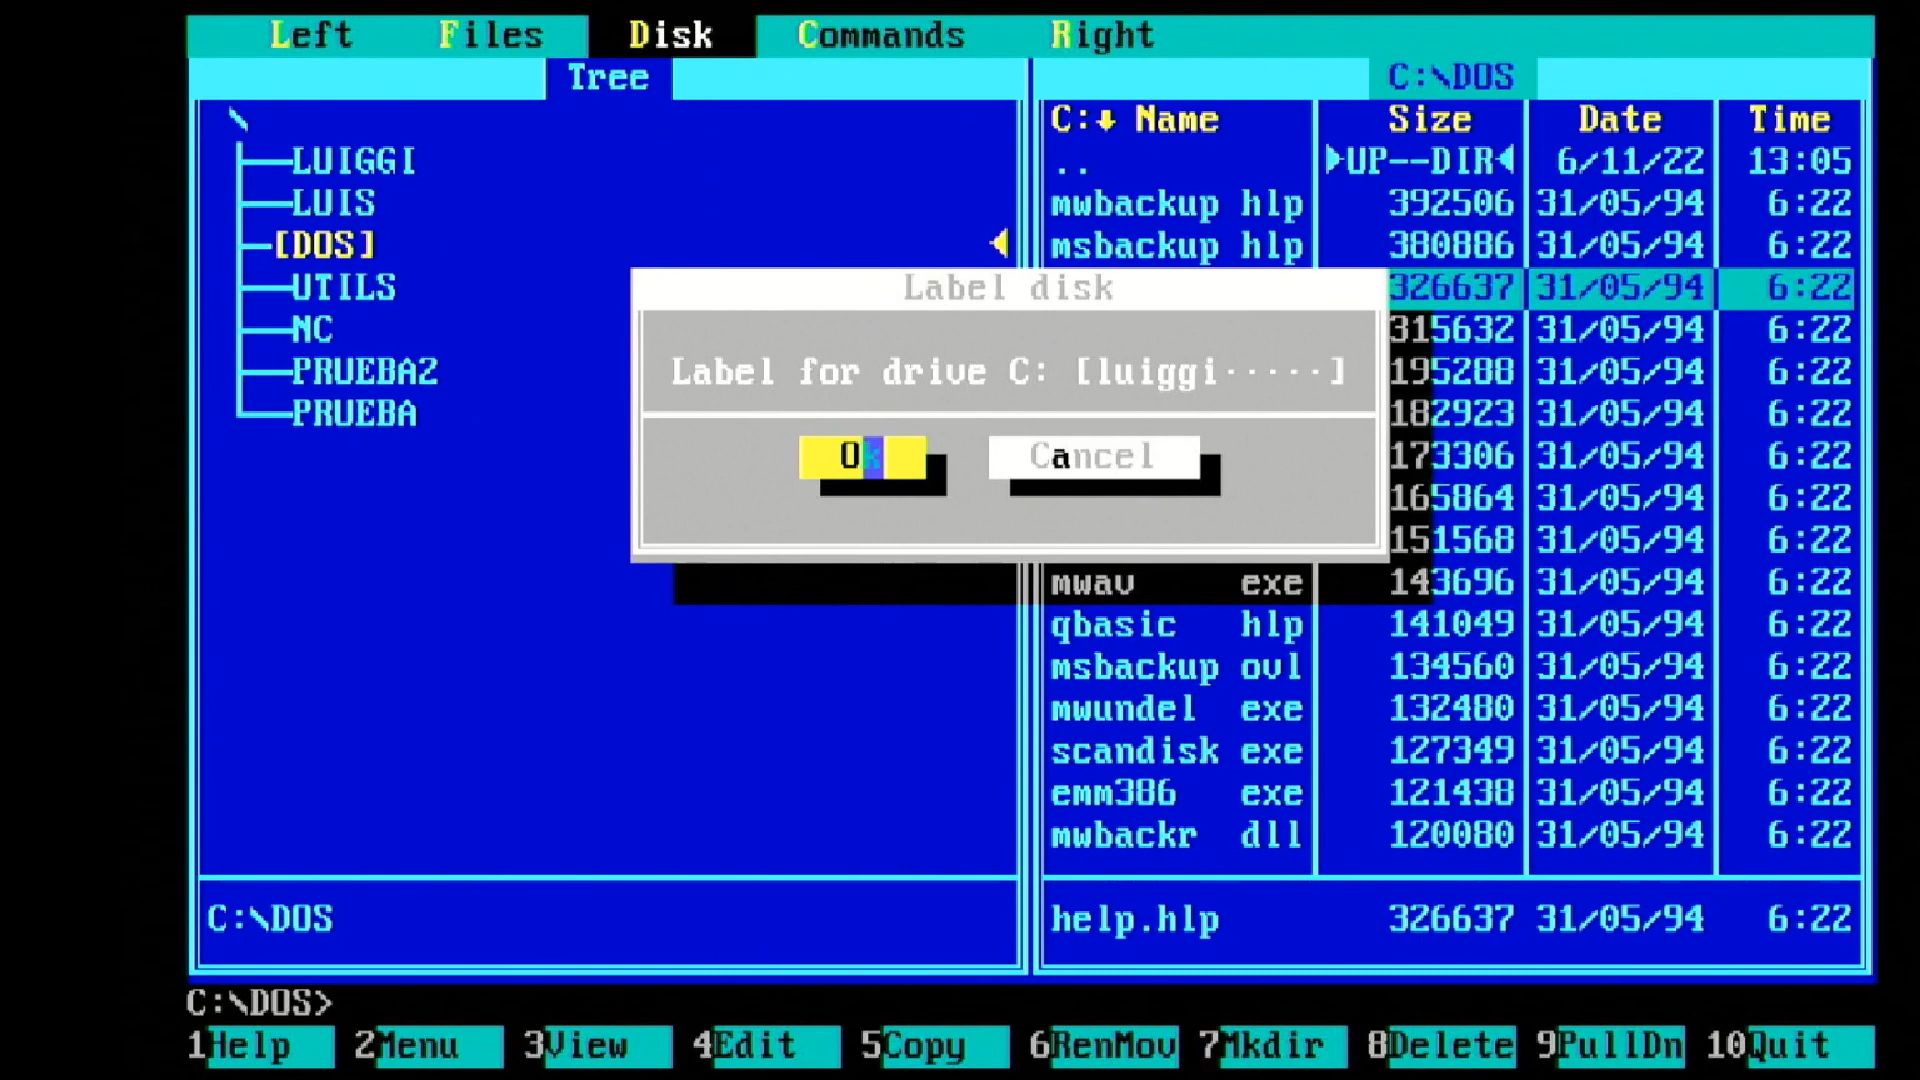 Left Files Disk Commands Right
Tree
C:\DOS
\
LUIGGI
LUIS
[DOS]
UTILS
NC
PRUEBA2
PRUEBA
C:\DOS
C:↓ Name Size Date Time
.. ►UP--DIR◄ 6/11/22 13:05
mwbackup hlp 392506 31/05/94 6:22
msbackup hlp 380886 31/05/94 6:22
326637 31/05/94 6:22
315632 31/05/94 6:22
195288 31/05/94 6:22
182923 31/05/94 6:22
173306 31/05/94 6:22
165864 31/05/94 6:22
151568 31/05/94 6:22
mwav exe 143696 31/05/94 6:22
qbasic hlp 141049 31/05/94 6:22
msbackup ovl 134560 31/05/94 6:22
mwundel exe 132480 31/05/94 6:22
scandisk exe 127349 31/05/94 6:22
emm386 exe 121438 31/05/94 6:22
mwbackr dll 120080 31/05/94 6:22
help.hlp 326637 31/05/94 6:22
Label disk
Label for drive C: [luiggi·····]
Ok Cancel
C:\DOS>
1Help 2Menu 3View 4Edit 5Copy 6RenMov 7Mkdir 8Delete 9PullDn 10Quit